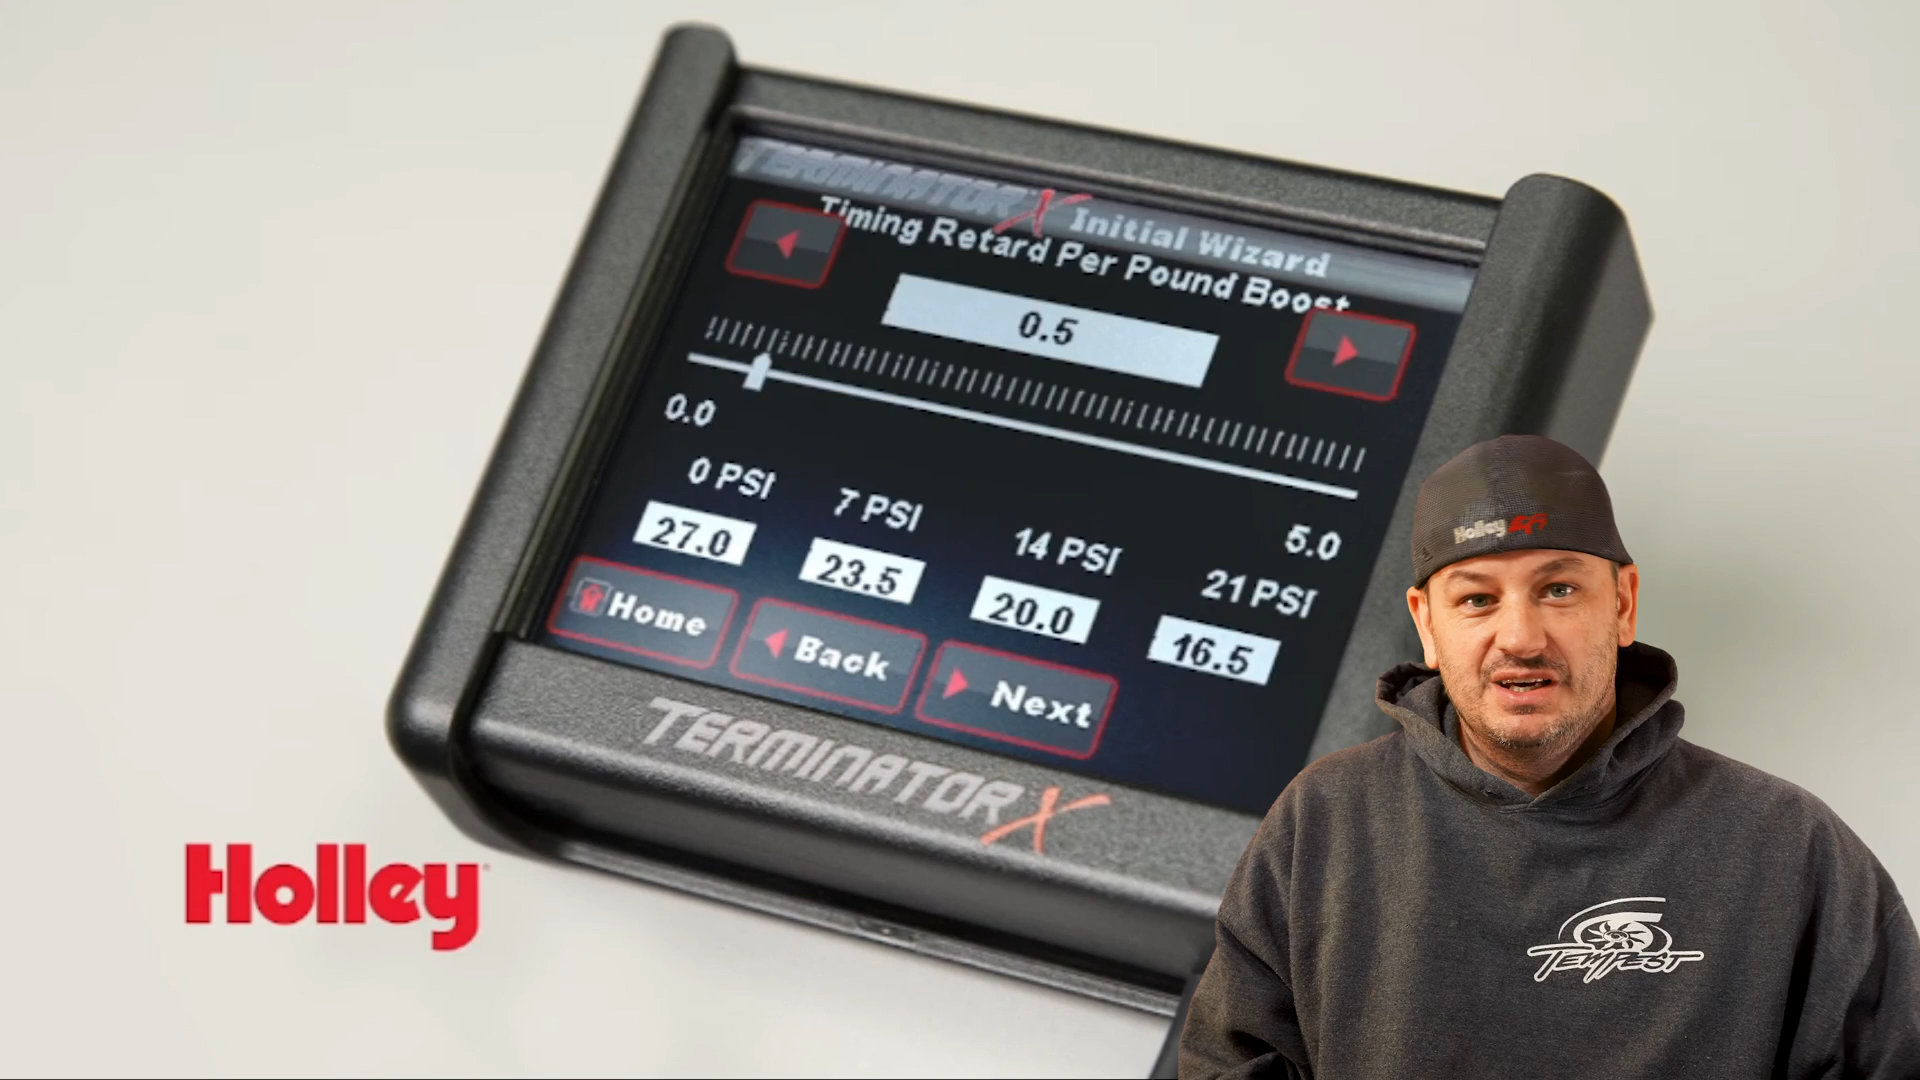 TERMINATOR X Initial Wizard
Timing Retard Per Pound Boost
0.5
0.0
5.0
0 PSI
7 PSI
14 PSI
21 PSI
27.0
23.5
20.0
16.5
Home
Back
Next
TERMINATOR X
Holley EFI
Holley
TEMPEST